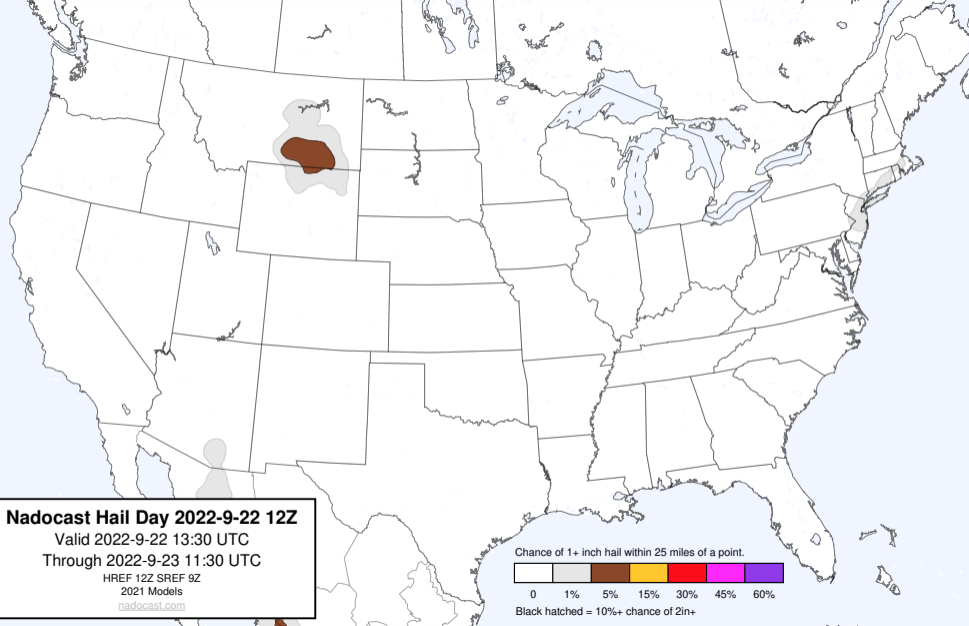 Nadocast Hail Day 2022-9-22 12Z
Valid 2022-9-22 13:30 UTC
Through 2022-9-23 11:30 UTC
HREF 12Z SREF 9Z
2021 Models
nadocast.com
Chance of 1+ inch hail within 25 miles of a point.
0 1% 5% 15% 30% 45% 60%
Black hatched = 10%+ chance of 2in+